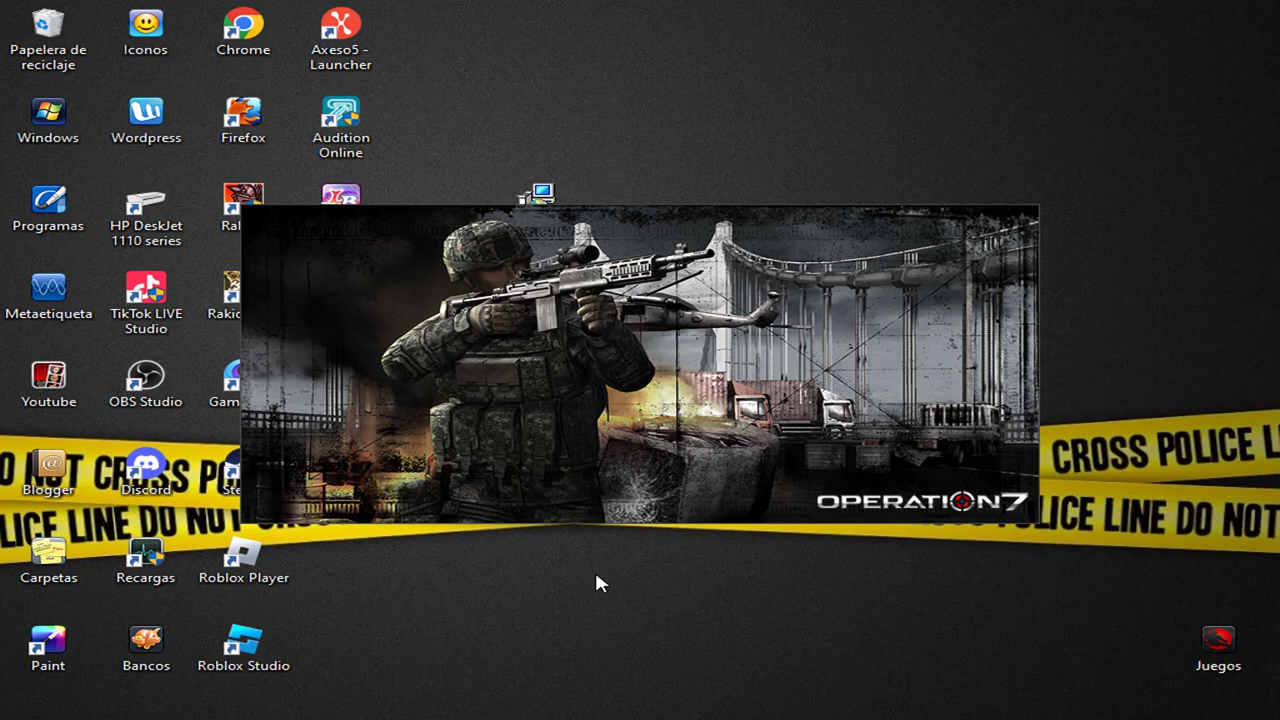 Papelera de
reciclaje
Iconos
Chrome
Axeso5 -
Launcher
Windows
Wordpress
Firefox
Audition
Online
Programas
HP DeskJet
1110 series
Metaetiqueta
TikTok LIVE
Studio
Youtube
OBS Studio
OPERATION7
CROSS POLICE L
NOT CROSS PO
Blogger
Discord
LICE LINE DO NOT
LICE LINE DO NOT
Carpetas
Recargas
Roblox Player
Paint
Bancos
Roblox Studio
Juegos